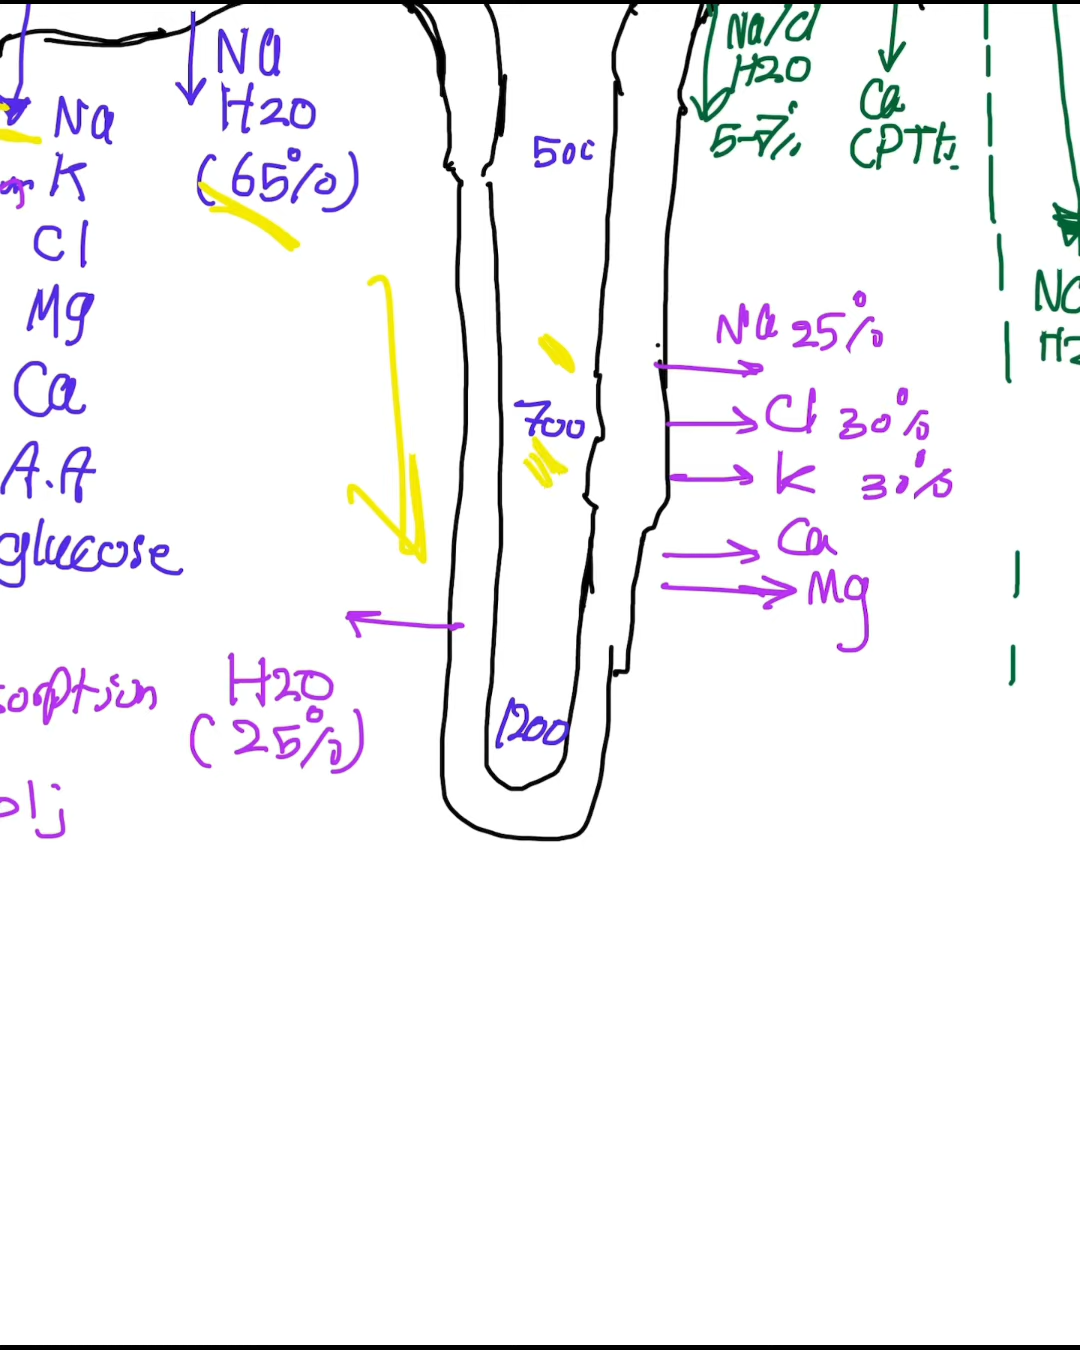 Na
K
Cl
Mg
Ca
A.A
glucose
Na
H2O
(65%)
H2O
(25%)
500
700
1200
Na/Cl
H2O
5-7%
Ca
Na 25%
Cl 30%
K 30%
Ca
Mg